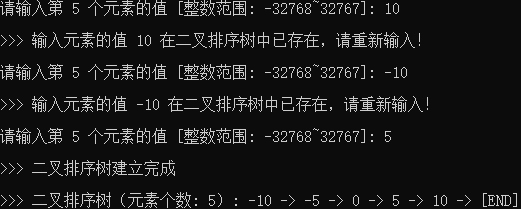 请输入第 5 个元素的值 [整数范围: -32768~32767]: 10
>>> 输入元素的值 10 在二叉排序树中已存在，请重新输入!
请输入第 5 个元素的值 [整数范围: -32768~32767]: -10
>>> 输入元素的值 -10 在二叉排序树中已存在，请重新输入!
请输入第 5 个元素的值 [整数范围: -32768~32767]: 5
>>> 二叉排序树建立完成
>>> 二叉排序树（元素个数: 5）: -10 -> -5 -> 0 -> 5 -> 10 -> [END]